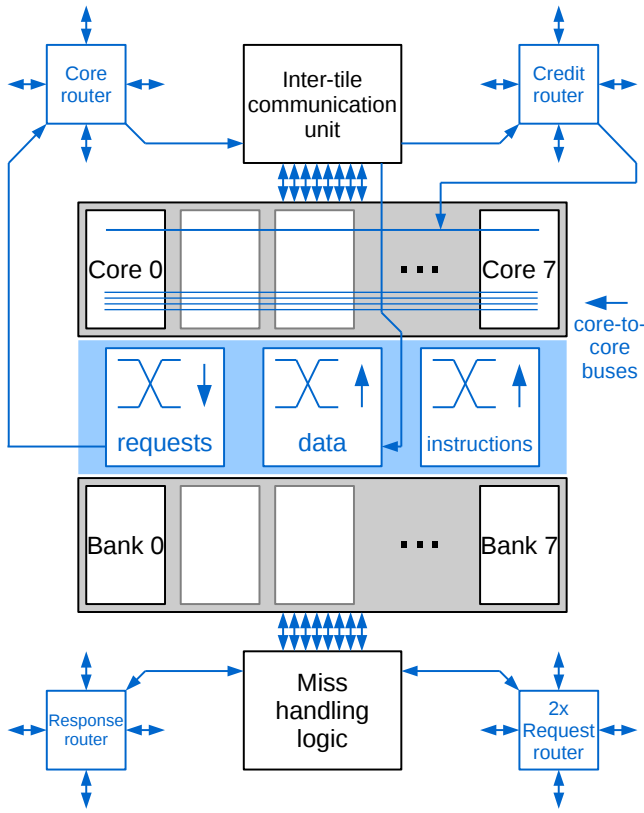 Core
router
Inter-tile
communication
unit
Credit
router
Core 0
...
Core 7
core-to-
core
buses
requests
data
instructions
Bank 0
...
Bank 7
Response
router
Miss
handling
logic
2x
Request
router